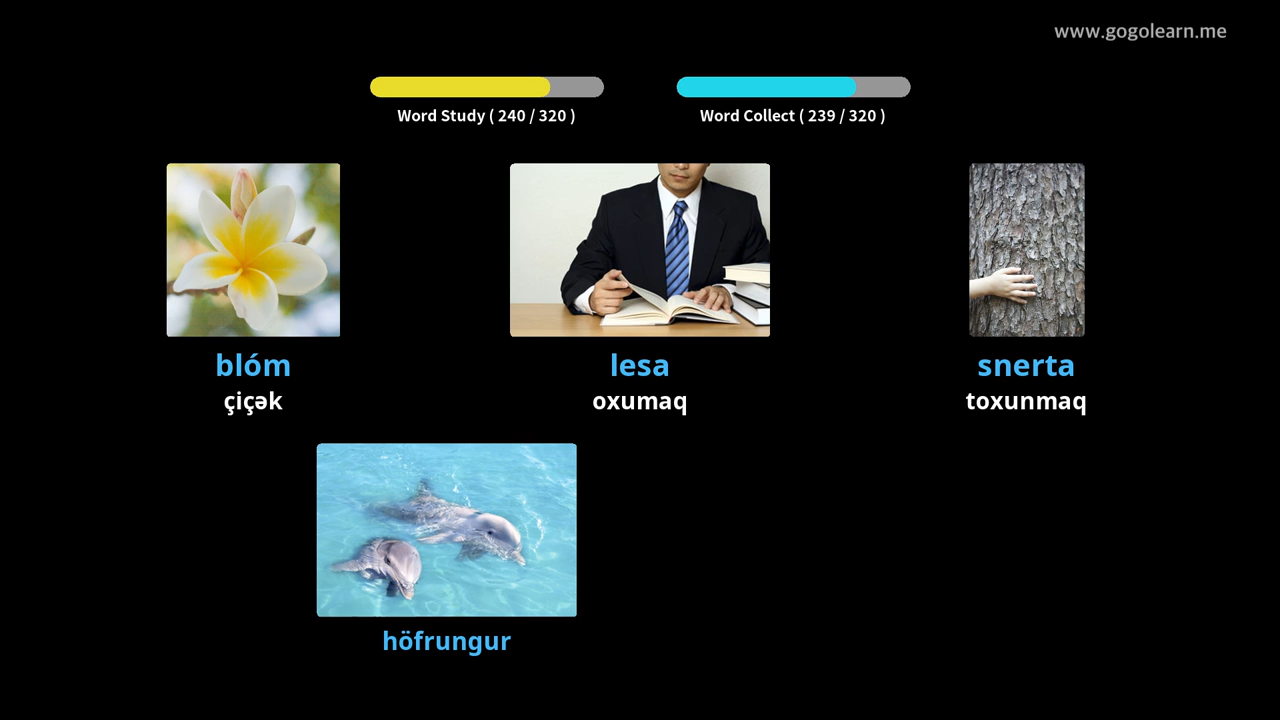 www.gogolearn.me
Word Study ( 240 / 320 )
Word Collect ( 239 / 320 )
blóm
çiçək
lesa
oxumaq
snerta
toxunmaq
höfrungur